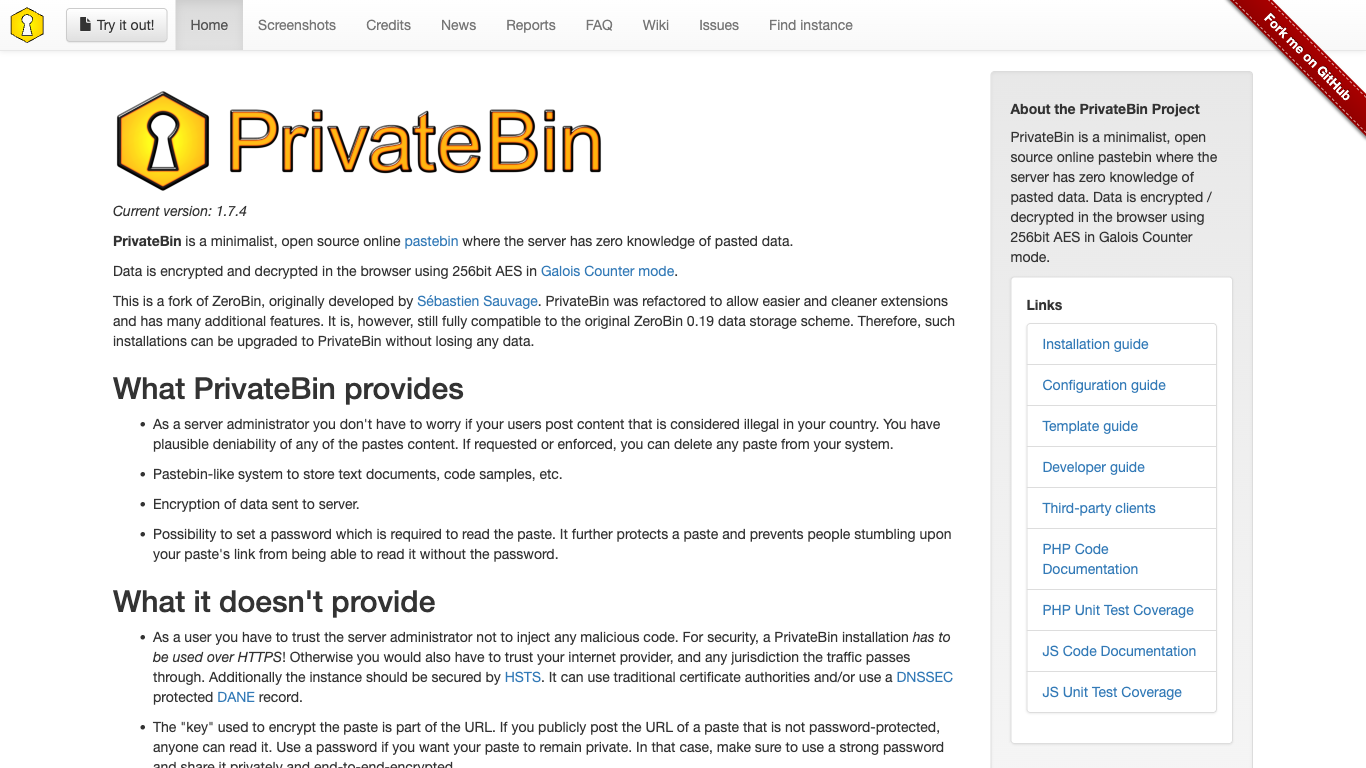 Try it out!
Home
Screenshots
Credits
News
Reports
FAQ
Wiki
Issues
Find instance
Fork me on GitHub
PrivateBin
Current version: 1.7.4
PrivateBin is a minimalist, open source online pastebin where the server has zero knowledge of pasted data.
Data is encrypted and decrypted in the browser using 256bit AES in Galois Counter mode.
This is a fork of ZeroBin, originally developed by Sébastien Sauvage. PrivateBin was refactored to allow easier and cleaner extensions
and has many additional features. It is, however, still fully compatible to the original ZeroBin 0.19 data storage scheme. Therefore, such
installations can be upgraded to PrivateBin without losing any data.
What PrivateBin provides
• As a server administrator you don't have to worry if your users post content that is considered illegal in your country. You have
plausible deniability of any of the pastes content. If requested or enforced, you can delete any paste from your system.
• Pastebin-like system to store text documents, code samples, etc.
• Encryption of data sent to server.
• Possibility to set a password which is required to read the paste. It further protects a paste and prevents people stumbling upon
your paste's link from being able to read it without the password.
What it doesn't provide
• As a user you have to trust the server administrator not to inject any malicious code. For security, a PrivateBin installation has to
be used over HTTPS! Otherwise you would also have to trust your internet provider, and any jurisdiction the traffic passes
through. Additionally the instance should be secured by HSTS. It can use traditional certificate authorities and/or use a DNSSEC
protected DANE record.
• The "key" used to encrypt the paste is part of the URL. If you publicly post the URL of a paste that is not password-protected,
anyone can read it. Use a password if you want your paste to remain private. In that case, make sure to use a strong password
and share it privately and end-to-end-encrypted.
About the PrivateBin Project
PrivateBin is a minimalist, open
source online pastebin where the
server has zero knowledge of
pasted data. Data is encrypted /
decrypted in the browser using
256bit AES in Galois Counter
mode.
Links
Installation guide
Configuration guide
Template guide
Developer guide
Third-party clients
PHP Code
Documentation
PHP Unit Test Coverage
JS Code Documentation
JS Unit Test Coverage